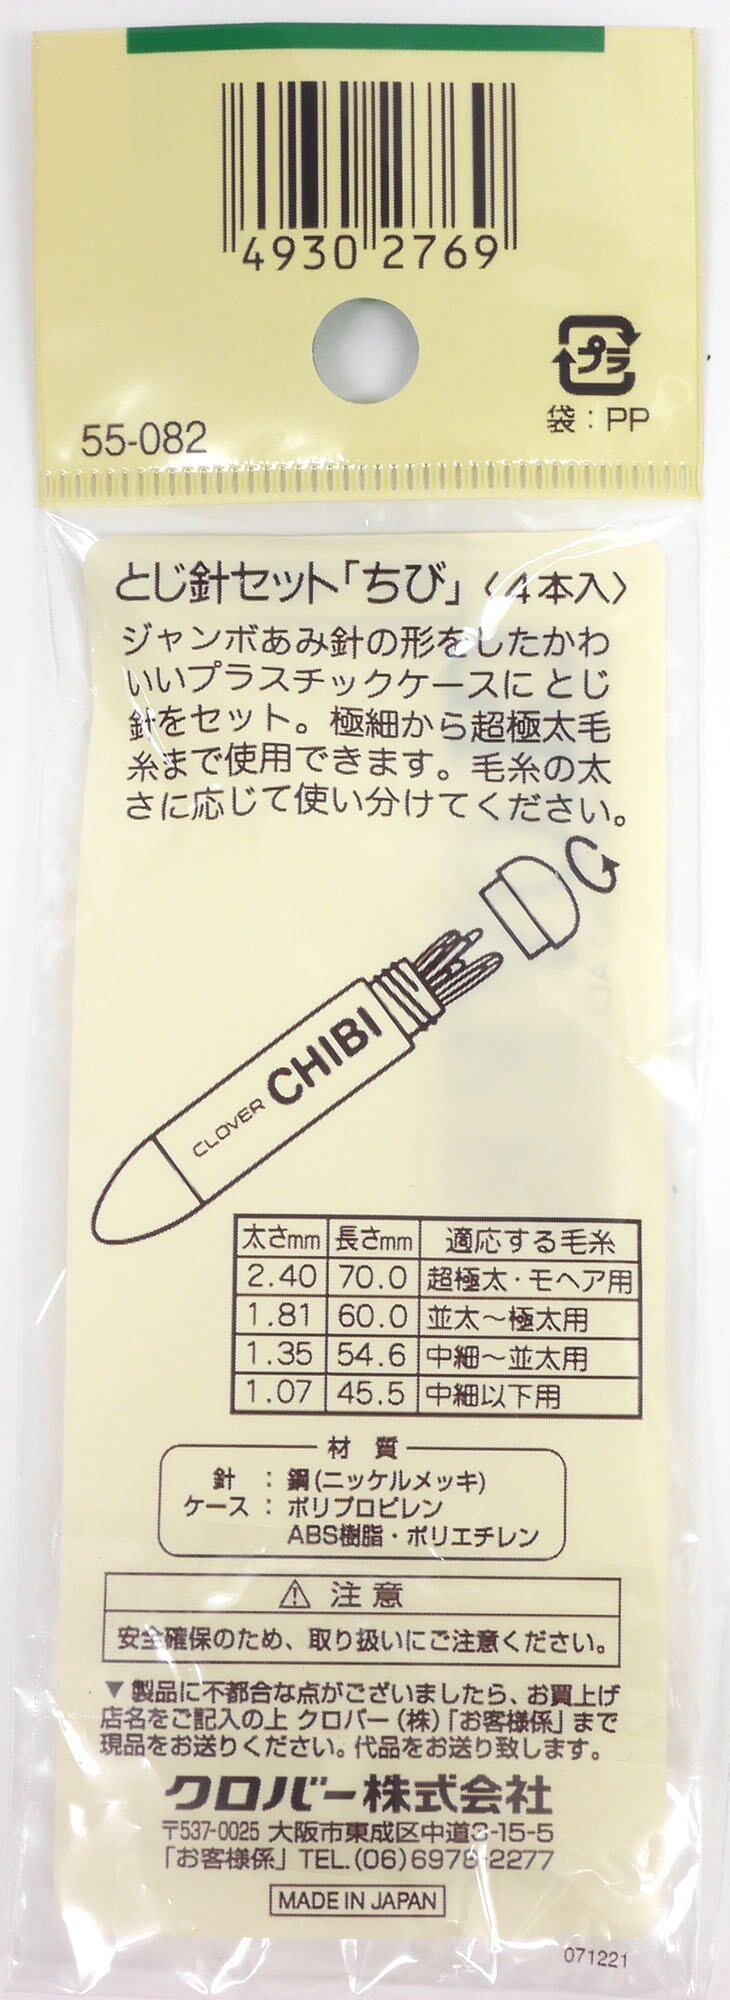 4930 2769
プラ
袋：PP
55-082
とじ針セット「ちび」〈4本入〉
ジャンボあみ針の形をしたかわ
いいプラスチックケースに とじ
針をセット。極細から超極太毛
糸まで使用できます。毛糸の太
さに応じて使い分けてください。
CLOVER CHIBI
太さmm 長さmm 適応する毛糸
2.40 70.0 超極太・モヘア用
1.81 60.0 並太～極太用
1.35 54.6 中細～並太用
1.07 45.5 中細以下用
材 質
針 ：鋼(ニッケルメッキ)
ケース：ポリプロピレン
ABS樹脂・ポリエチレン
⚠ 注意
安全確保のため、取り扱いにご注意ください。
▼製品に不都合な点がございましたら、お買上げ
店名をご記入の上 クロバー(株)「お客様係」まで
現品をお送りください。代品をお送り致します。
クロバー株式会社
〒537-0025 大阪市東成区中道3-15-5
「お客様係」TEL.(06)6978-2277
MADE IN JAPAN
071221